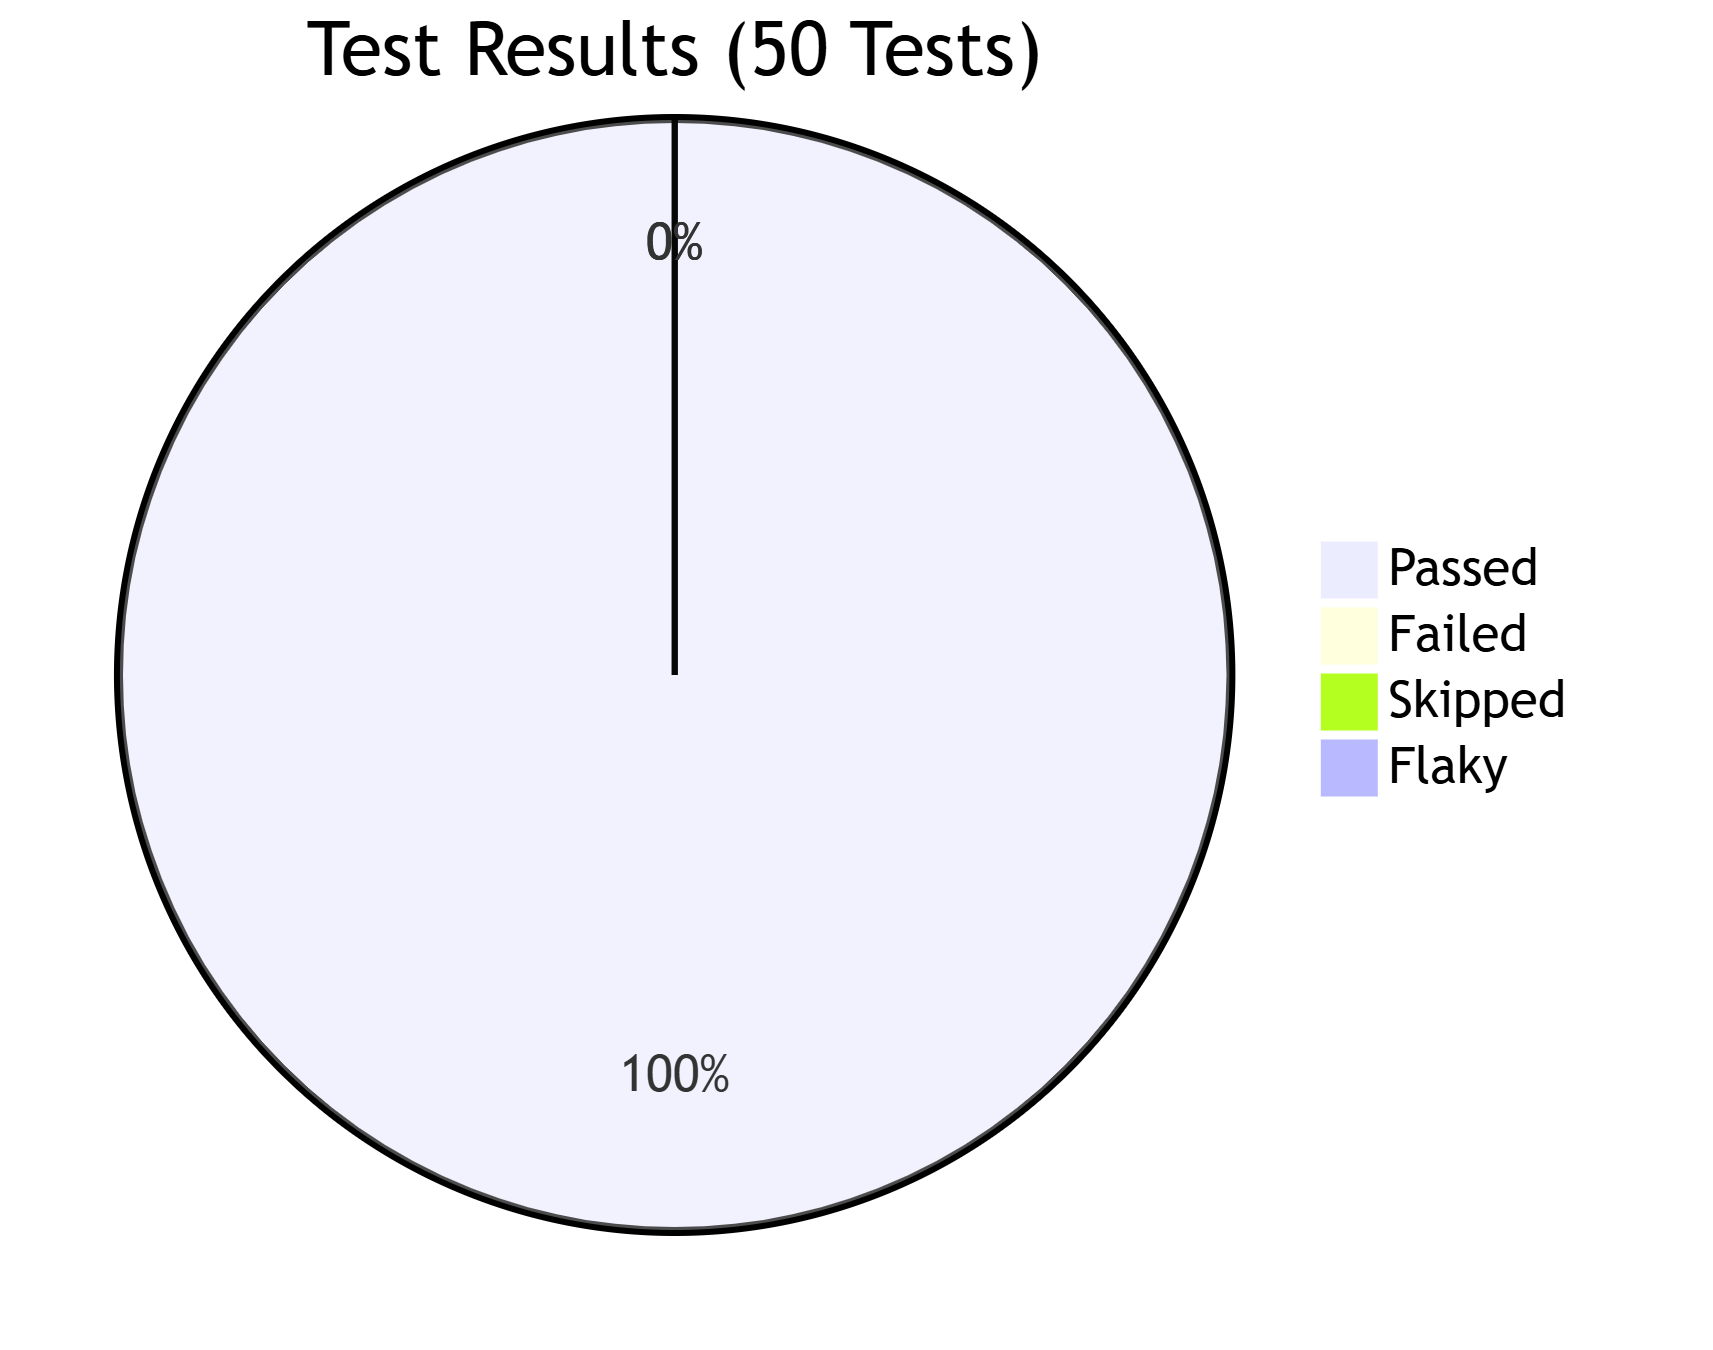 Test Results (50 Tests)
0%
100%
Passed
Failed
Skipped
Flaky